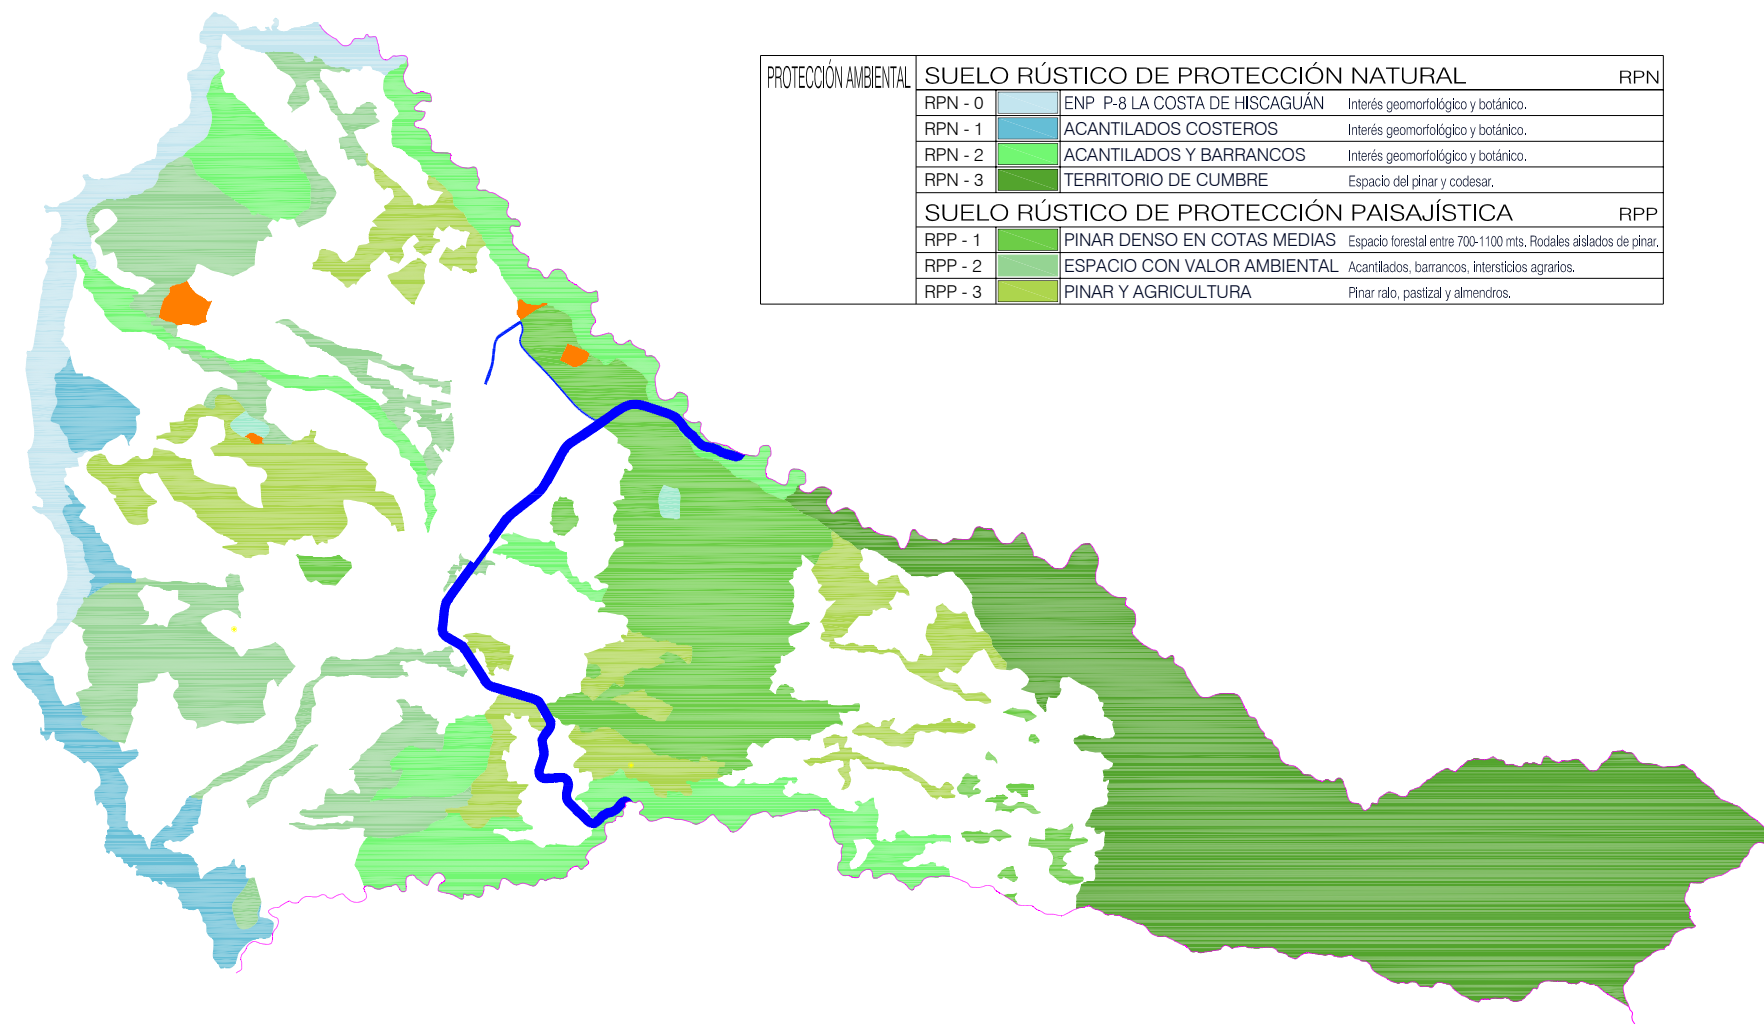 PROTECCIÓN AMBIENTAL SUELO RÚSTICO DE PROTECCIÓN NATURAL RPN
RPN - 0 ENP P-8 LA COSTA DE HISCAGUÁN Interés geomorfológico y botánico.
RPN - 1 ACANTILADOS COSTEROS Interés geomorfológico y botánico.
RPN - 2 ACANTILADOS Y BARRANCOS Interés geomorfológico y botánico.
RPN - 3 TERRITORIO DE CUMBRE Espacio del pinar y codesar.
SUELO RÚSTICO DE PROTECCIÓN PAISAJÍSTICA RPP
RPP - 1 PINAR DENSO EN COTAS MEDIAS Espacio forestal entre 700-1100 mts. Rodales aislados de pinar.
RPP - 2 ESPACIO CON VALOR AMBIENTAL Acantilados, barrancos, intersticios agrarios.
RPP - 3 PINAR Y AGRICULTURA Pinar ralo, pastizal y almendros.